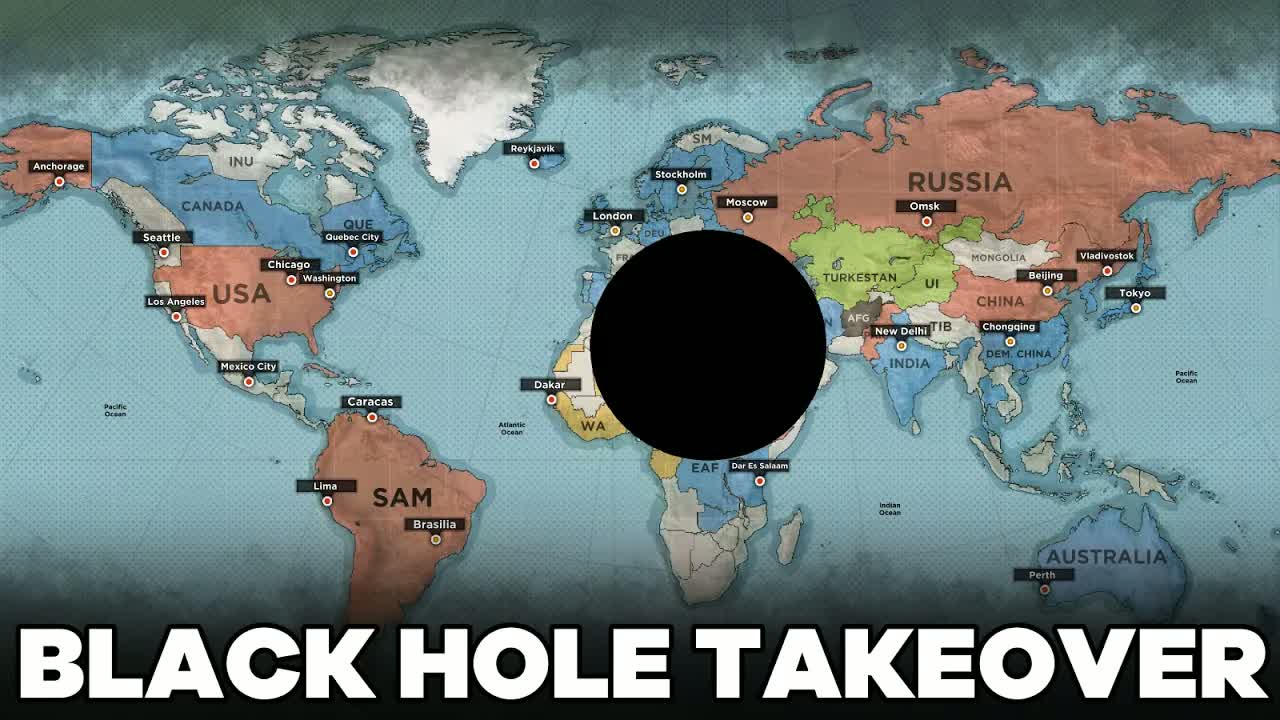 SM
Reykjavik
INU
Anchorage
Stockholm
RUSSIA
Moscow
Omsk
CANADA
London
QUE
DEU
Seattle
Quebec City
FRA
MONGOLIA
Vladivostok
Chicago
Washington
TURKESTAN
UI
Beijing
USA
Los Angeles
CHINA
Tokyo
AFG
N
New Delhi
TIB
Chongqing
DEM. CHINA
INDIA
Mexico City
Pacific
Ocean
Dakar
Caracas
Pacific
Ocean
WA
Atlantic
Ocean
EAF
Dar Es Salaam
Lima
SAM
Indian
Ocean
Brasilia
AUSTRALIA
Perth
BLACK HOLE TAKEOVER